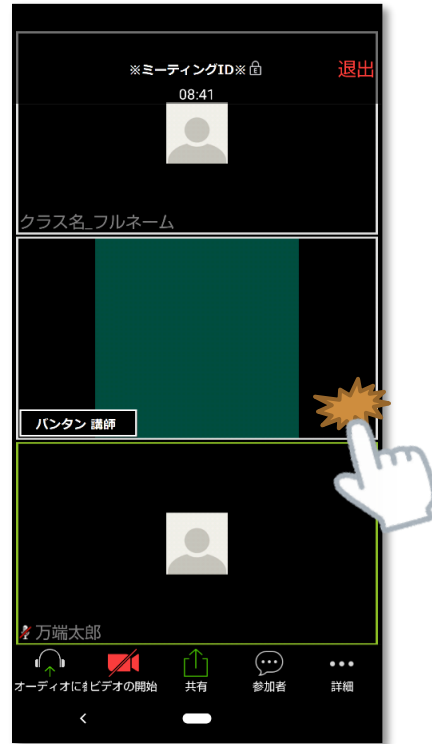 ※ミーティングID※
退出
08:41
クラス名_フルネーム
バンタン 講師
万端太郎
オーディオに
ビデオの開始
共有
参加者
詳細